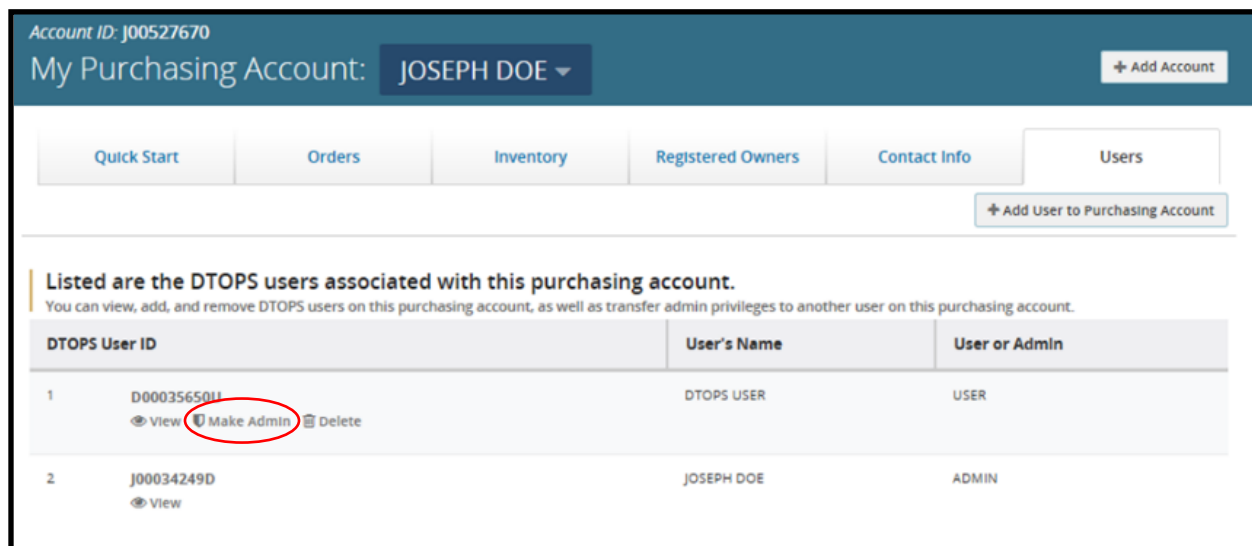 Account ID: J00527670
My Purchasing Account: JOSEPH DOE
+ Add Account
Quick Start Orders Inventory Registered Owners Contact Info Users
+ Add User to Purchasing Account
Listed are the DTOPS users associated with this purchasing account.
You can view, add, and remove DTOPS users on this purchasing account, as well as transfer admin privileges to another user on this purchasing account.
DTOPS User ID User's Name User or Admin
1 D00035650U DTOPS USER USER
View Make Admin Delete
2 J00034249D JOSEPH DOE ADMIN
View